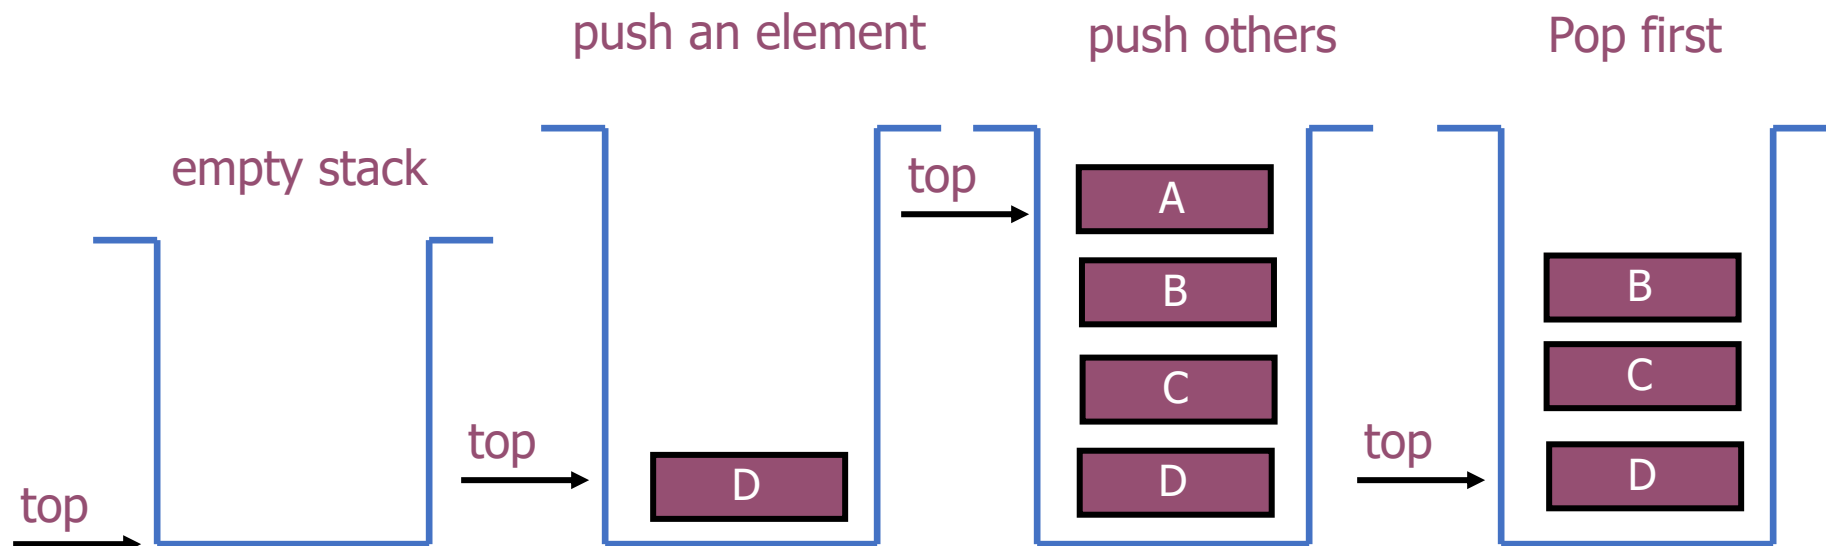 push an element
push others
Pop first
empty stack
top
A
B
C
D
top
B
C
D
top
D
top